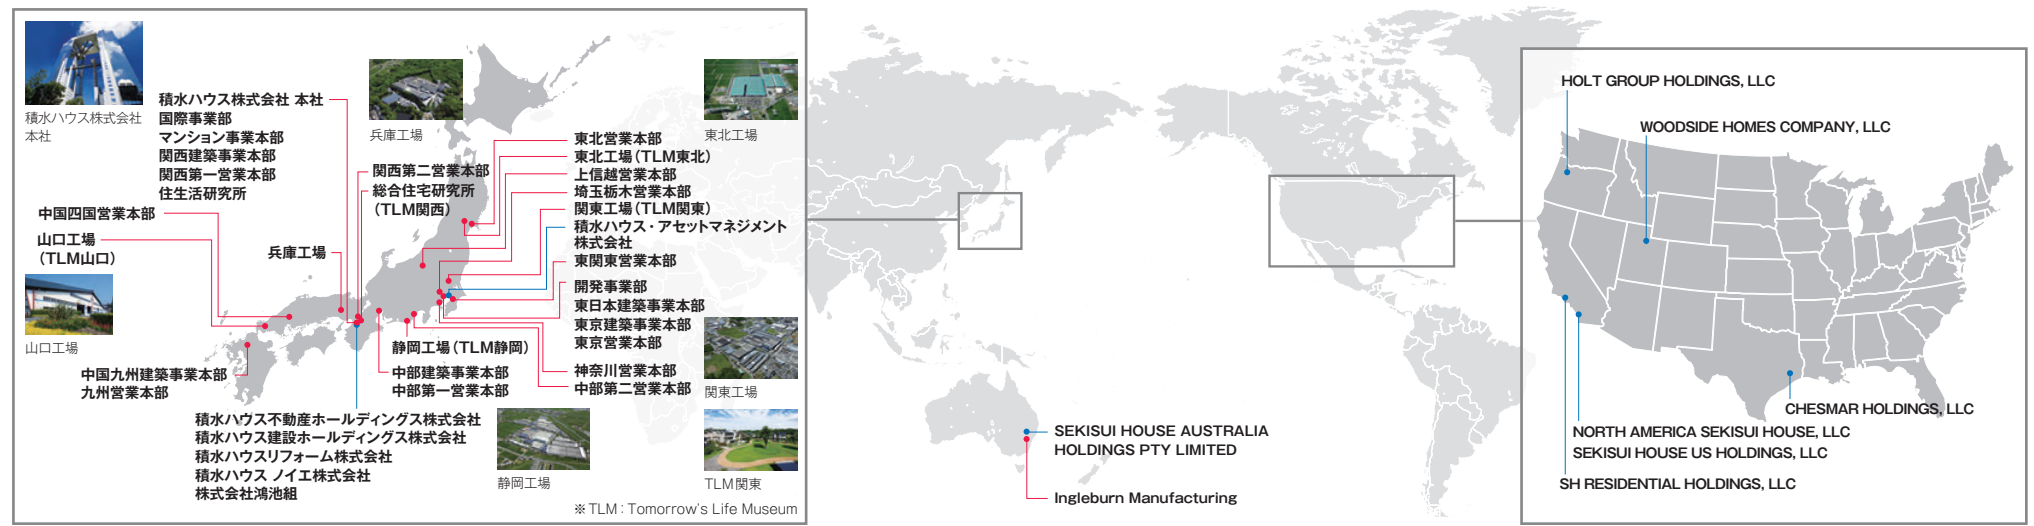 積水ハウス株式会社
本社
積水ハウス株式会社 本社
国際事業部
マンション事業本部
関西建築事業本部
関西第一営業本部
住生活研究所
中国四国営業本部
山口工場
（TLM山口）
山口工場
兵庫工場
兵庫工場
関西第二営業本部
総合住宅研究所
（TLM関西）
東北工場
東北営業本部
東北工場（TLM東北）
上信越営業本部
埼玉栃木営業本部
関東工場（TLM関東）
積水ハウス・アセットマネジメント
株式会社
東関東営業本部
開発事業部
東日本建築事業本部
東京建築事業本部
東京営業本部
神奈川営業本部
中部第二営業本部
関東工場
静岡工場（TLM静岡）
中部建築事業本部
中部第一営業本部
中国九州建築事業本部
九州営業本部
積水ハウス不動産ホールディングス株式会社
積水ハウス建設ホールディングス株式会社
積水ハウスリフォーム株式会社
積水ハウス ノイエ株式会社
株式会社鴻池組
静岡工場
TLM関東
※TLM：Tomorrow's Life Museum
SEKISUI HOUSE AUSTRALIA
HOLDINGS PTY LIMITED
Ingleburn Manufacturing
HOLT GROUP HOLDINGS, LLC
WOODSIDE HOMES COMPANY, LLC
CHESMAR HOLDINGS, LLC
NORTH AMERICA SEKISUI HOUSE, LLC
SEKISUI HOUSE US HOLDINGS, LLC
SH RESIDENTIAL HOLDINGS, LLC